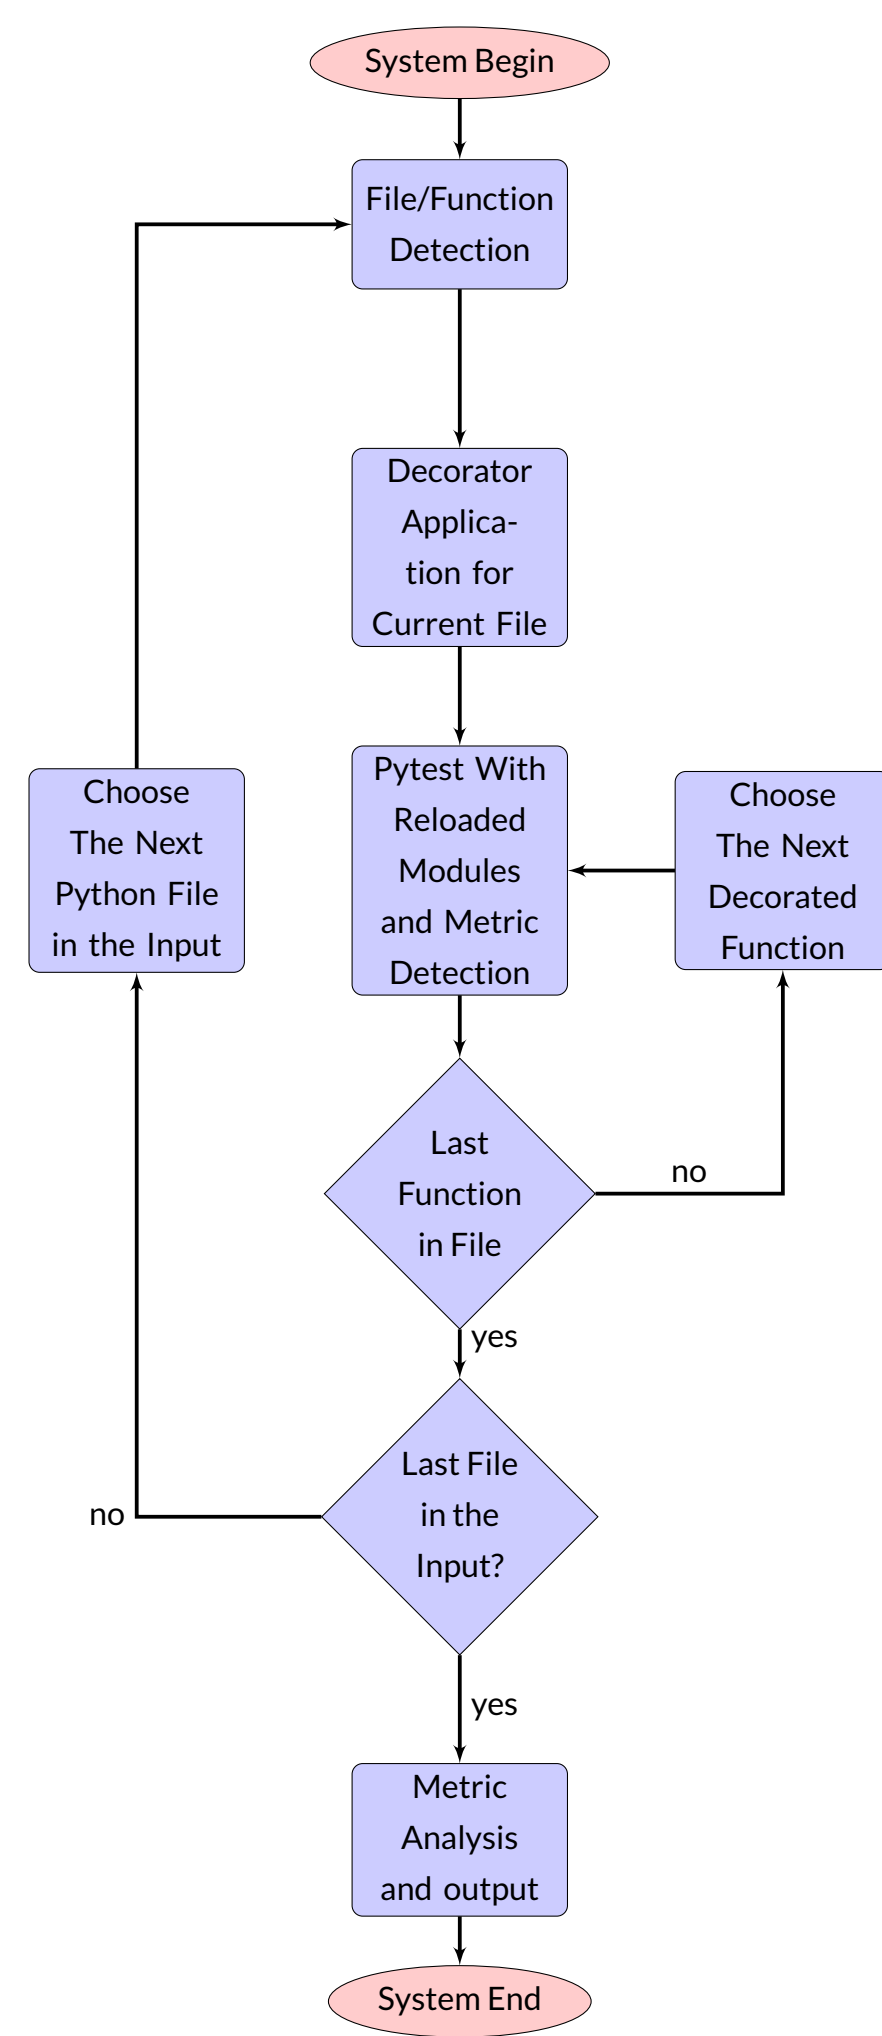 System Begin
File/Function
Detection
Decorator
Applica-
tion for
Current File
Pytest With
Reloaded
Modules
and Metric
Detection
Choose
The Next
Python File
in the Input
Choose
The Next
Decorated
Function
Last
Function
in File
no
yes
Last File
in the
Input?
no
yes
Metric
Analysis
and output
System End